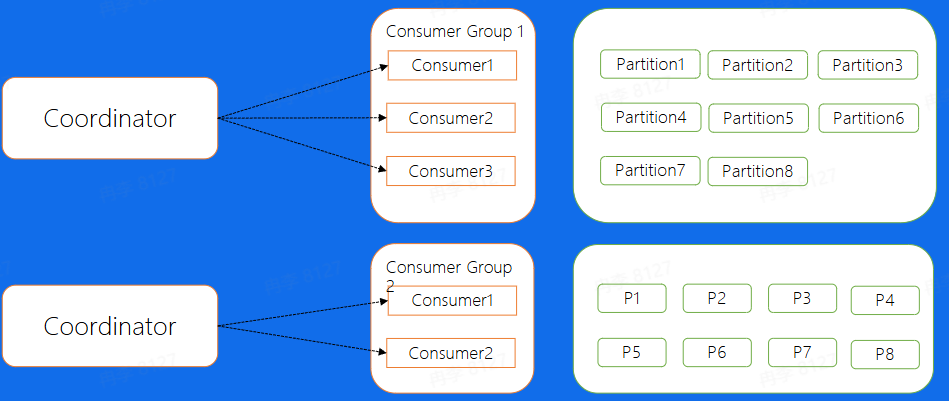 Consumer Group 1
Coordinator
Consumer1
Consumer2
Consumer3
Partition1 Partition2 Partition3
Partition4 Partition5 Partition6
Partition7 Partition8
Consumer Group
2
Coordinator
Consumer1
Consumer2
P1 P2 P3 P4
P5 P6 P7 P8